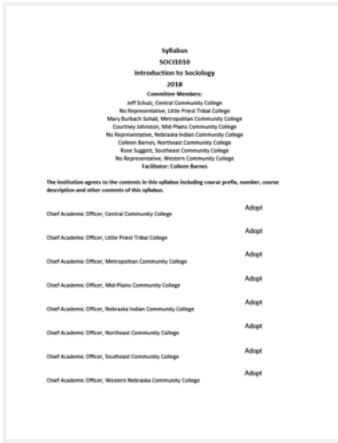 Syllabus
SOCI1010
Introduction to Sociology
2018
Committee Members:
Jeff Schulz, Central Community College
No Representative, Little Priest Tribal College
Mary Burbach Sohail, Metropolitan Community College
Courtney Johnston, Mid-Plains Community College
No Representative, Nebraska Indian Community College
Colleen Barnes, Northeast Community College
Rose Suggett, Southeast Community College
No Representative, Western Community College
Facilitator: Colleen Barnes
The Institution agrees to the contents in this syllabus including course prefix, number, course
description and other contents of this syllabus.
Adopt
Chief Academic Officer, Central Community College
Adopt
Chief Academic Officer, Little Priest Tribal College
Adopt
Chief Academic Officer, Metropolitan Community College
Adopt
Chief Academic Officer, Mid-Plains Community College
Adopt
Chief Academic Officer, Nebraska Indian Community College
Adopt
Chief Academic Officer, Northeast Community College
Adopt
Chief Academic Officer, Southeast Community College
Adopt
Chief Academic Officer, Western Nebraska Community College